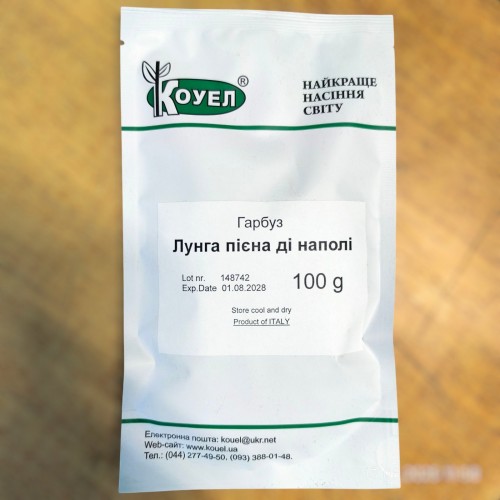 КОУЕЛ®
НАЙКРАЩЕ
НАСІННЯ
СВІТУ
Гарбуз
Лунга пієна ді наполі
Lot nr. 148742
Exp.Date 01.08.2028
100 g
Store cool and dry
Product of ITALY
Електронна пошта: kouel@ukr.net
Web-сайт: www.kouel.ua
Тел.: (044) 277-49-50, (093) 388-01-48.